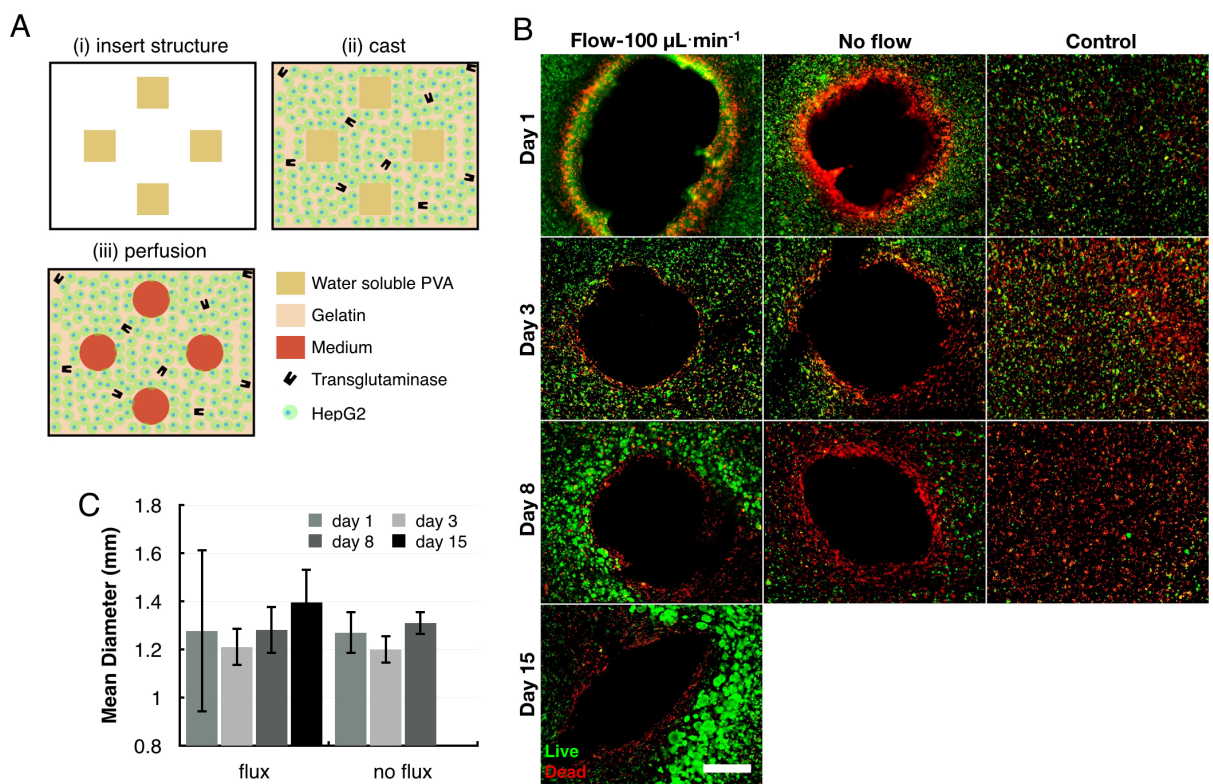 A
(i) insert structure
(ii) cast
(iii) perfusion
Water soluble PVA
Gelatin
Medium
Transglutaminase
HepG2
B
Flow-100 µL·min⁻¹
No flow
Control
Day 1
Day 3
Day 8
Day 15
Live
Dead
C
Mean Diameter (mm)
1.8
1.6
1.4
1.2
1
0.8
day 1
day 3
day 8
day 15
flux
no flux